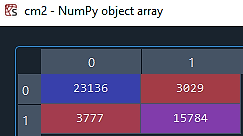 cm2 - NumPy object array
0 1
0 23136 3029
1 3777 15784